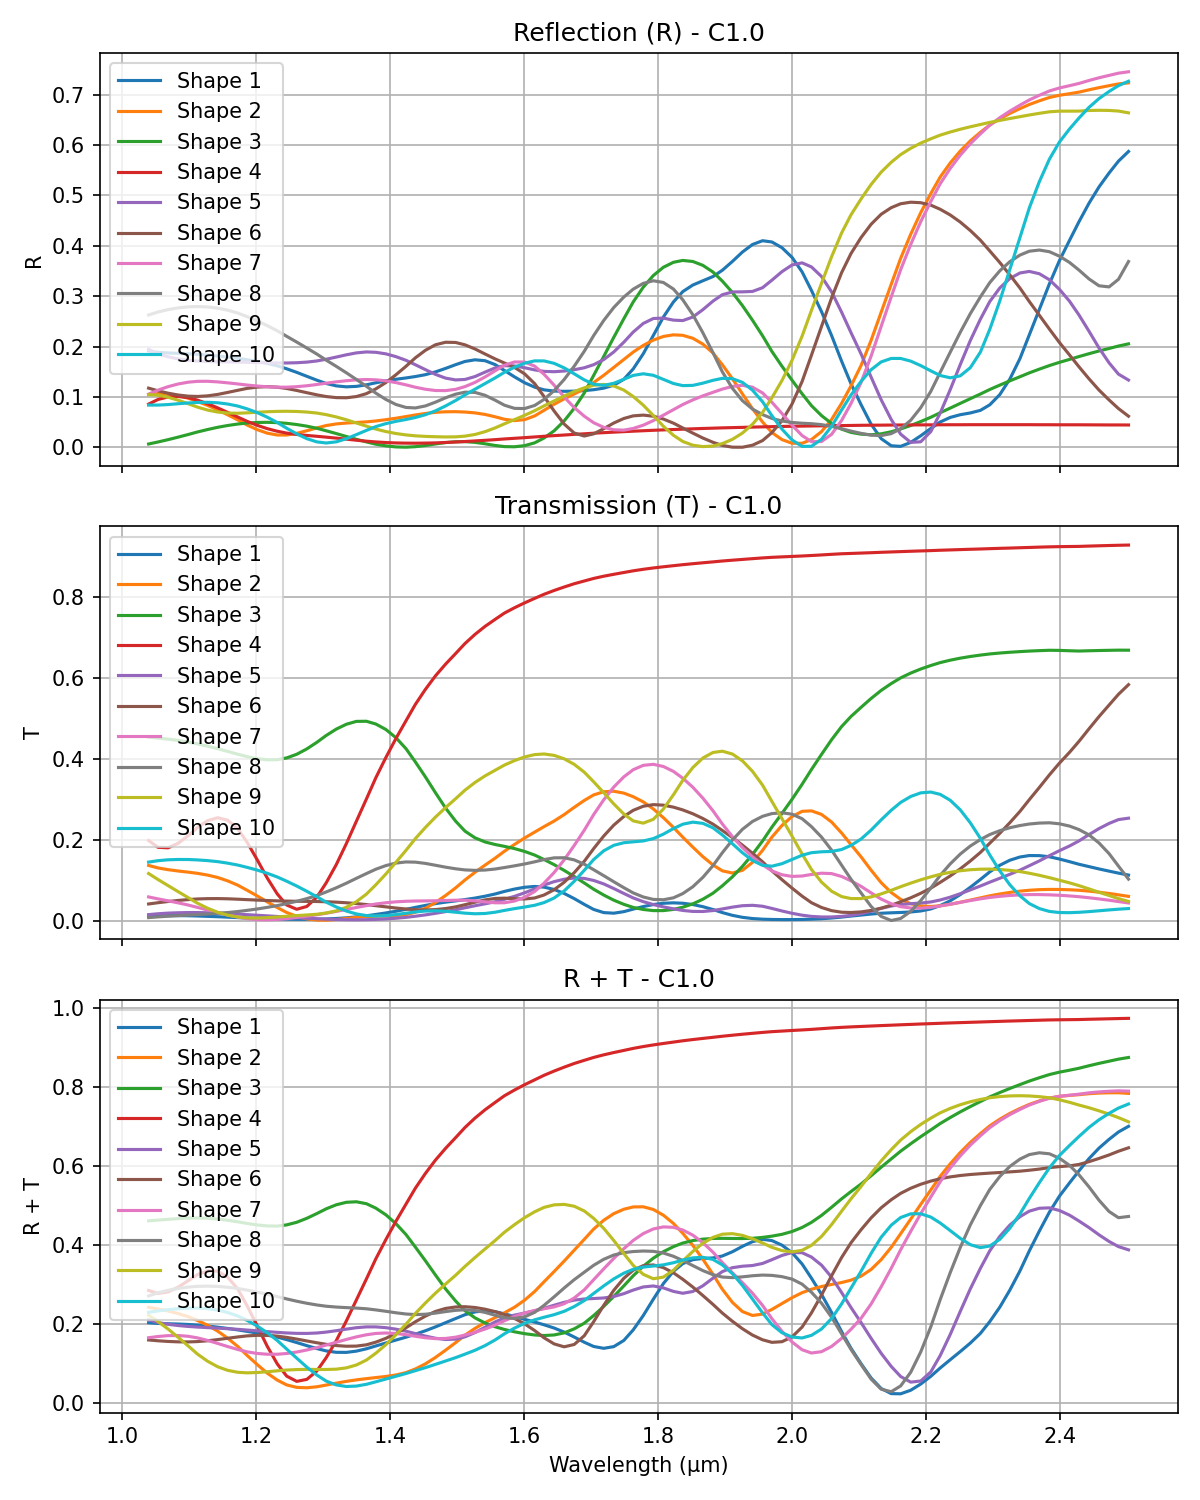 Reflection (R) - C1.0
R
0.7
0.6
0.5
0.4
0.3
0.2
0.1
0.0
Shape 1
Shape 2
Shape 3
Shape 4
Shape 5
Shape 6
Shape 7
Shape 8
Shape 9
Shape 10
Transmission (T) - C1.0
T
0.8
0.6
0.4
0.2
0.0
Shape 1
Shape 2
Shape 3
Shape 4
Shape 5
Shape 6
Shape 7
Shape 8
Shape 9
Shape 10
R + T - C1.0
R + T
1.0
0.8
0.6
0.4
0.2
0.0
Shape 1
Shape 2
Shape 3
Shape 4
Shape 5
Shape 6
Shape 7
Shape 8
Shape 9
Shape 10
1.0 1.2 1.4 1.6 1.8 2.0 2.2 2.4
Wavelength (μm)